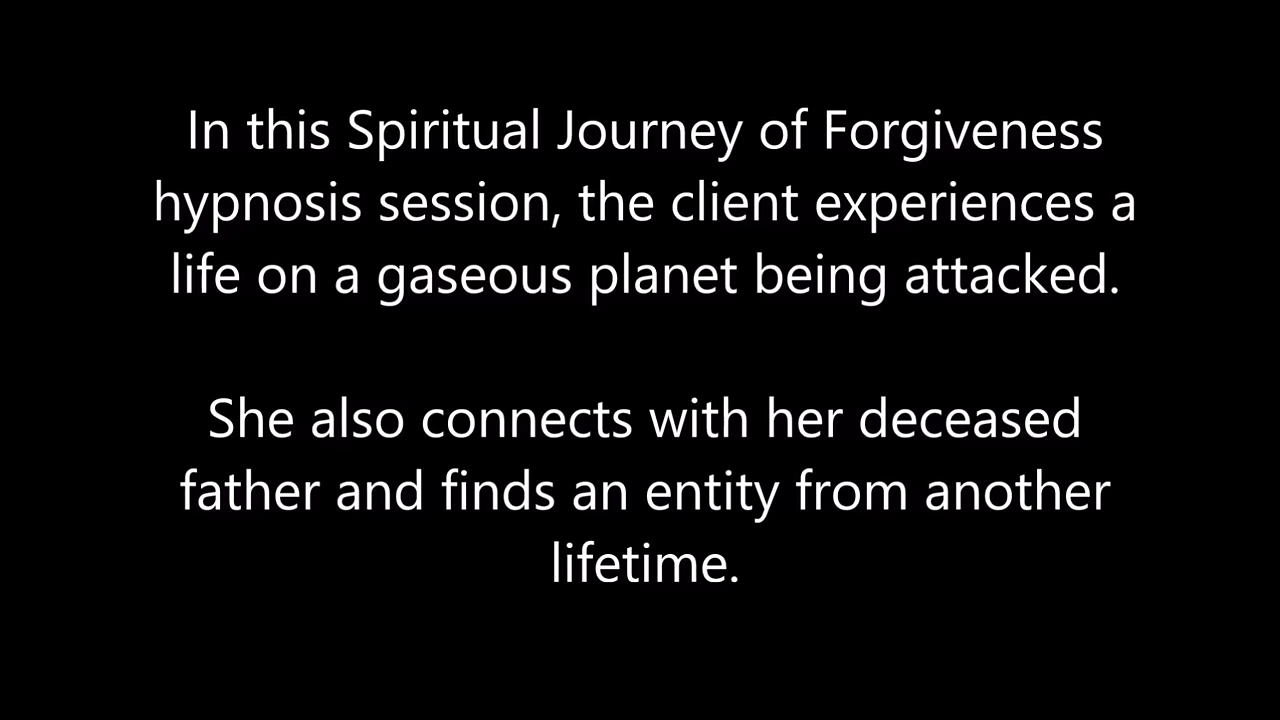 In this Spiritual Journey of Forgiveness
hypnosis session, the client experiences a
life on a gaseous planet being attacked.
She also connects with her deceased
father and finds an entity from another
lifetime.